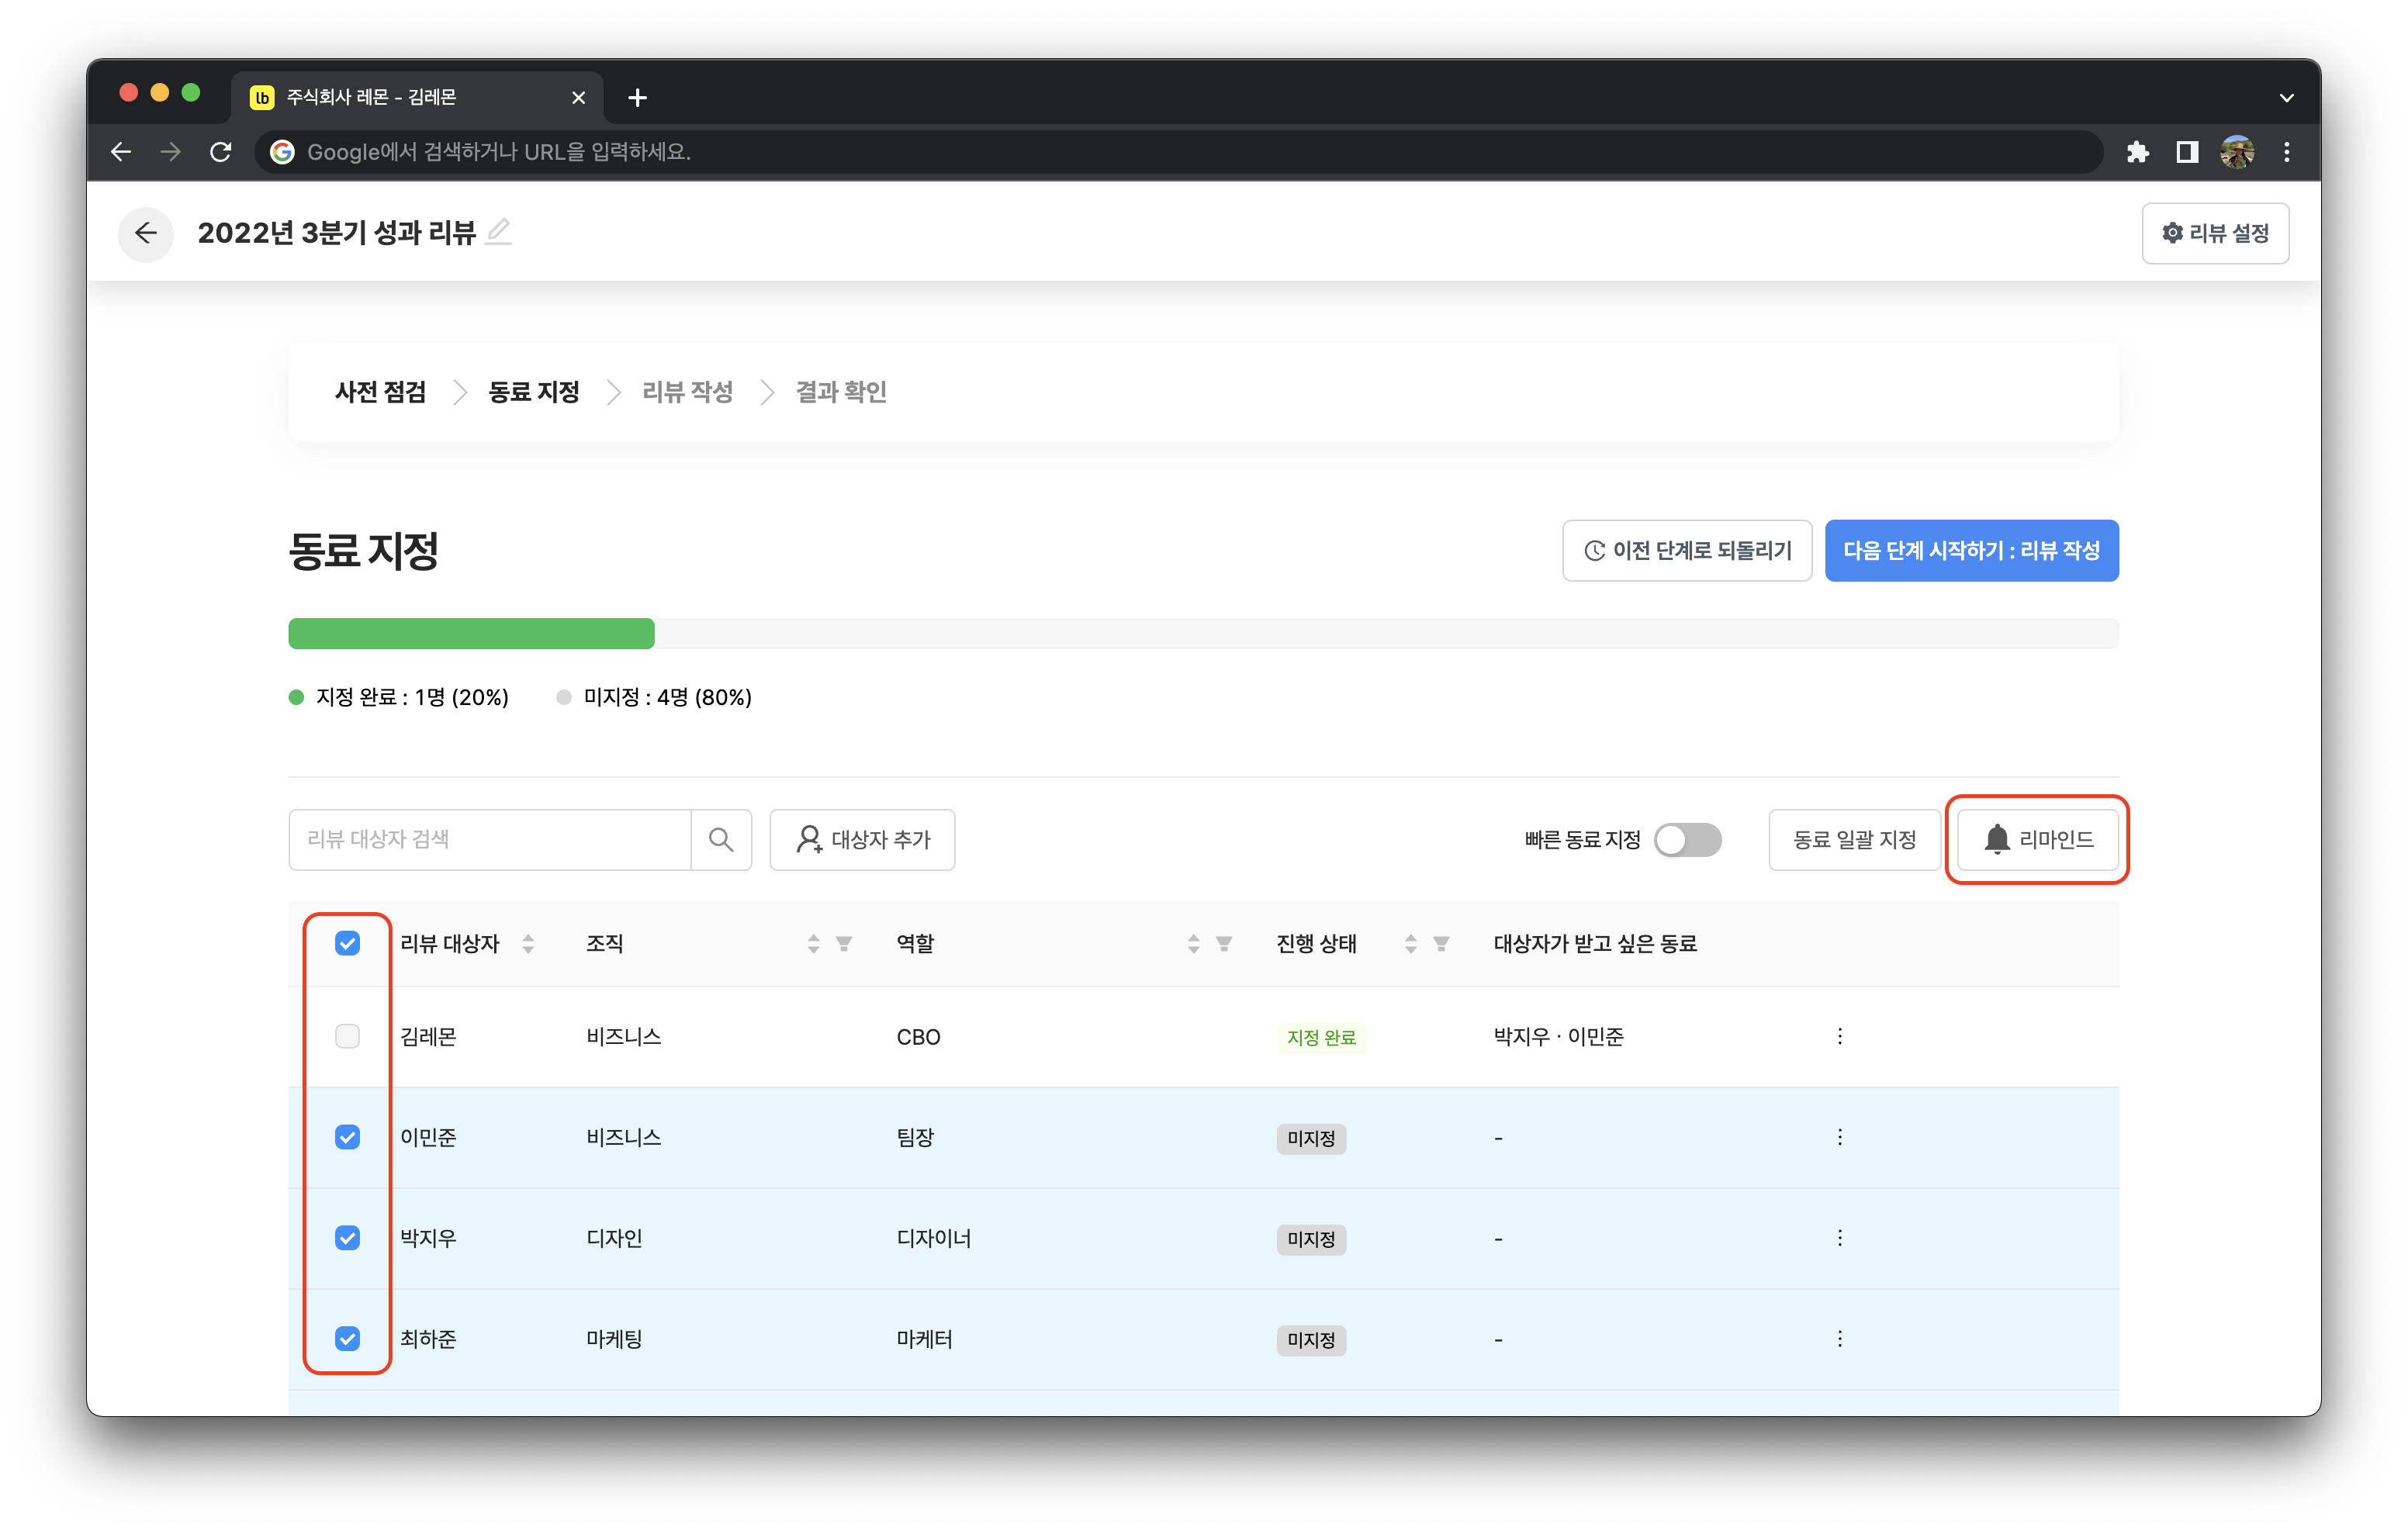 lb 주식회사 레몬 - 김레몬
Google에서 검색하거나 URL을 입력하세요.
2022년 3분기 성과 리뷰
리뷰 설정
사전 점검 동료 지정 리뷰 작성 결과 확인
동료 지정
이전 단계로 되돌리기
다음 단계 시작하기 : 리뷰 작성
지정 완료 : 1명 (20%) 미지정 : 4명 (80%)
리뷰 대상자 검색 대상자 추가 빠른 동료 지정 동료 일괄 지정 리마인드
리뷰 대상자 조직 역할 진행 상태 대상자가 받고 싶은 동료
김레몬 비즈니스 CBO 지정 완료 박지우 · 이민준
이민준 비즈니스 팀장 미지정 -
박지우 디자인 디자이너 미지정 -
최하준 마케팅 마케터 미지정 -